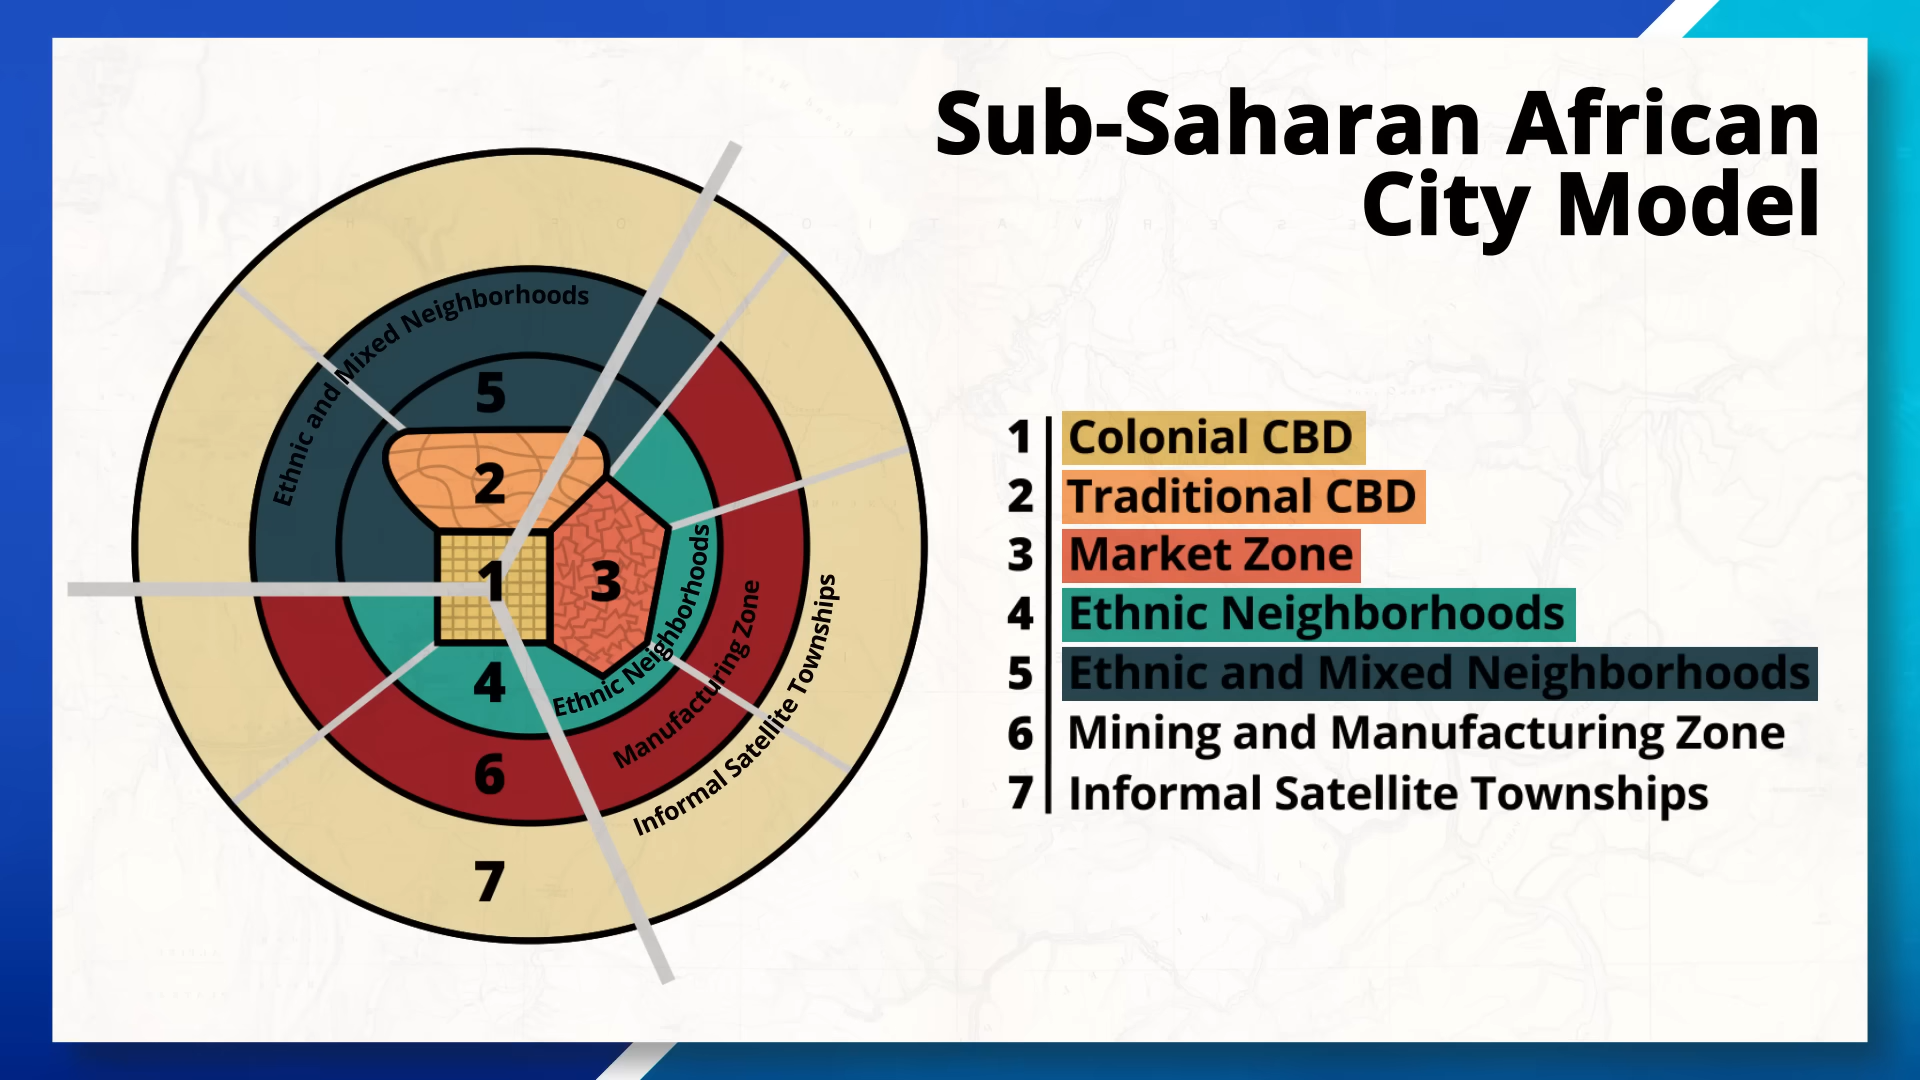 Sub-Saharan African
City Model
Ethnic and Mixed Neighborhoods
5
2
1
3
4
Ethnic Neighborhoods
Manufacturing Zone
Informal Satellite Townships
6
7
1 Colonial CBD
2 Traditional CBD
3 Market Zone
4 Ethnic Neighborhoods
5 Ethnic and Mixed Neighborhoods
6 Mining and Manufacturing Zone
7 Informal Satellite Townships